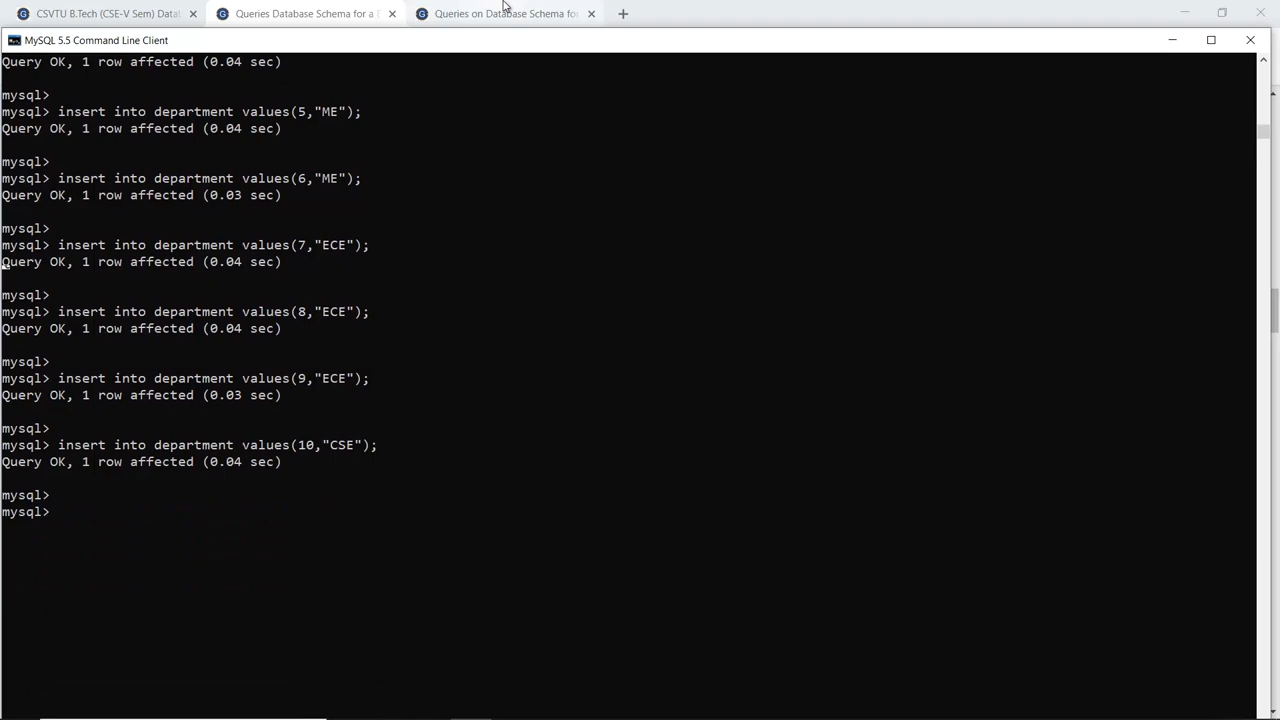 CSVTU B.Tech (CSE-V Sem) Datal
Queries Database Schema for a B
Queries on Database Schema for
MySQL 5.5 Command Line Client
Query OK, 1 row affected (0.04 sec)
mysql>
mysql> insert into department values(5,"ME");
Query OK, 1 row affected (0.04 sec)
mysql>
mysql> insert into department values(6,"ME");
Query OK, 1 row affected (0.03 sec)
mysql>
mysql> insert into department values(7,"ECE");
Query OK, 1 row affected (0.04 sec)
mysql>
mysql> insert into department values(8,"ECE");
Query OK, 1 row affected (0.04 sec)
mysql>
mysql> insert into department values(9,"ECE");
Query OK, 1 row affected (0.03 sec)
mysql>
mysql> insert into department values(10,"CSE");
Query OK, 1 row affected (0.04 sec)
mysql>
mysql>